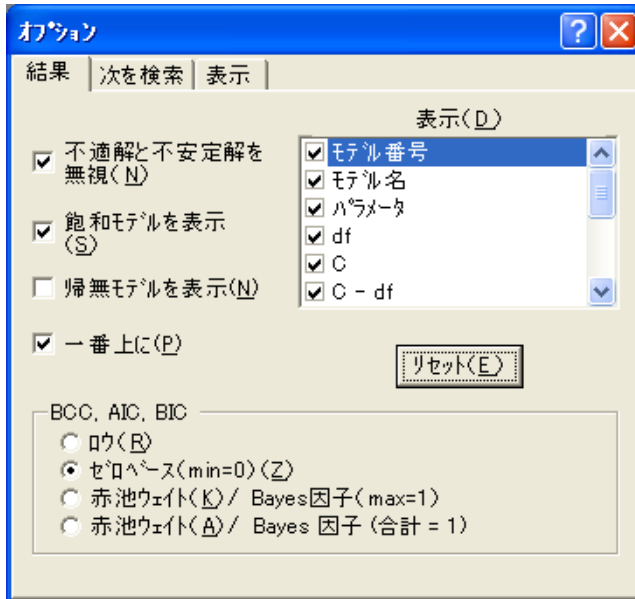 ｵﾌﾟｼｮﾝ
結果
次を検索
表示
表示(D)
不適解と不安定解を
無視(N)
飽和ﾓﾃﾞﾙを表示
(S)
帰無ﾓﾃﾞﾙを表示(N)
一番上に(P)
ﾓﾃﾞﾙ番号
ﾓﾃﾞﾙ名
ﾊﾟﾗﾒｰﾀ
df
C
C - df
ﾘｾｯﾄ(E)
BCC, AIC, BIC
ﾛｳ(R)
ｾﾞﾛﾍﾞｰｽ(min=0)(Z)
赤池ｳｪｲﾄ(K)/ Bayes因子(max=1)
赤池ｳｪｲﾄ(A)/ Bayes 因子 (合計 = 1)